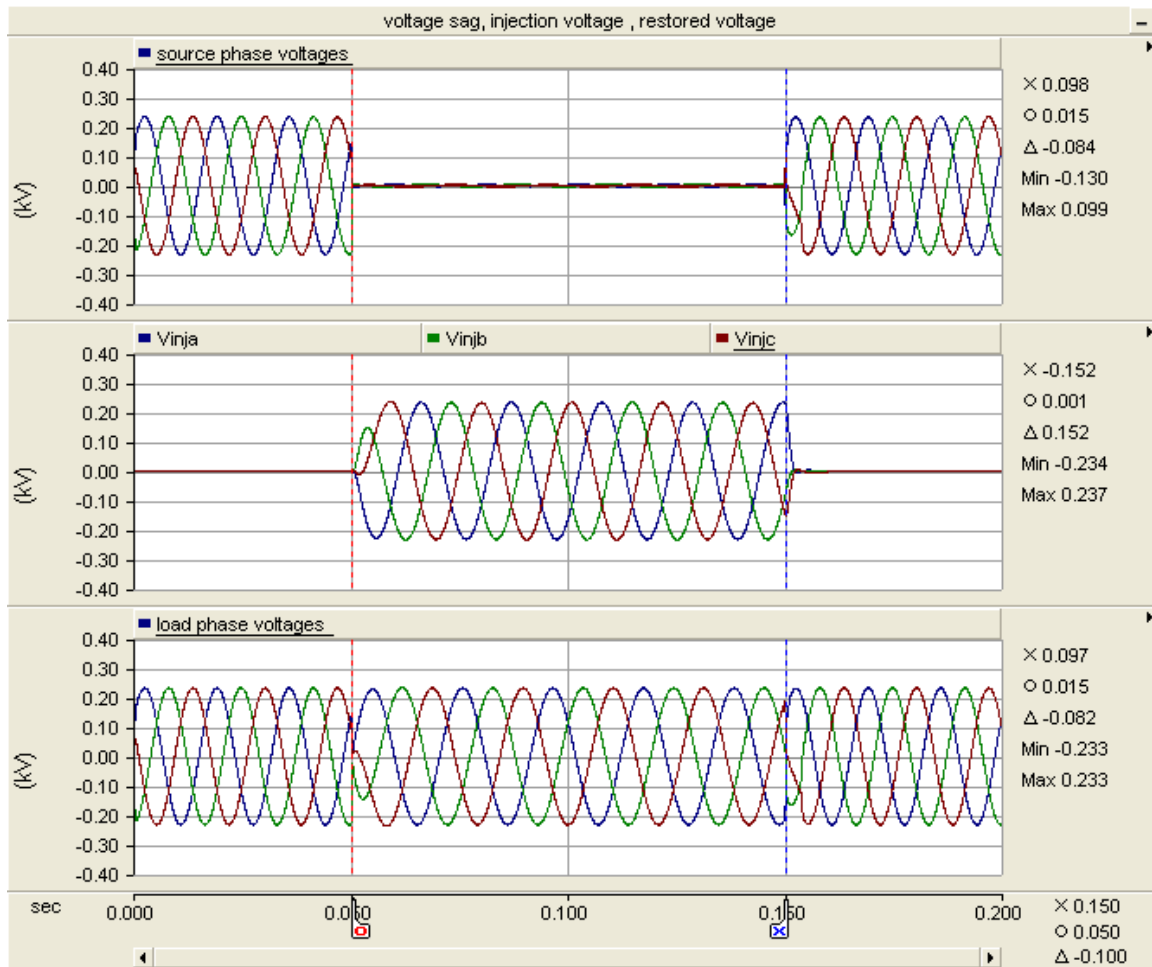 voltage sag, injection voltage , restored voltage
source phase voltages
0.40
0.30
0.20
0.10
0.00
-0.10
-0.20
-0.30
-0.40
(kV)
× 0.098
O 0.015
Δ -0.084
Min -0.130
Max 0.099
Vinja Vinjb Vinjc
0.40
0.30
0.20
0.10
0.00
-0.10
-0.20
-0.30
-0.40
(kV)
× -0.152
O 0.001
Δ 0.152
Min -0.234
Max 0.237
load phase voltages
0.40
0.30
0.20
0.10
0.00
-0.10
-0.20
-0.30
-0.40
(kV)
× 0.097
O 0.015
Δ -0.082
Min -0.233
Max 0.233
sec 0.000 0.050 0.100 0.150 0.200
× 0.150
O 0.050
Δ -0.100